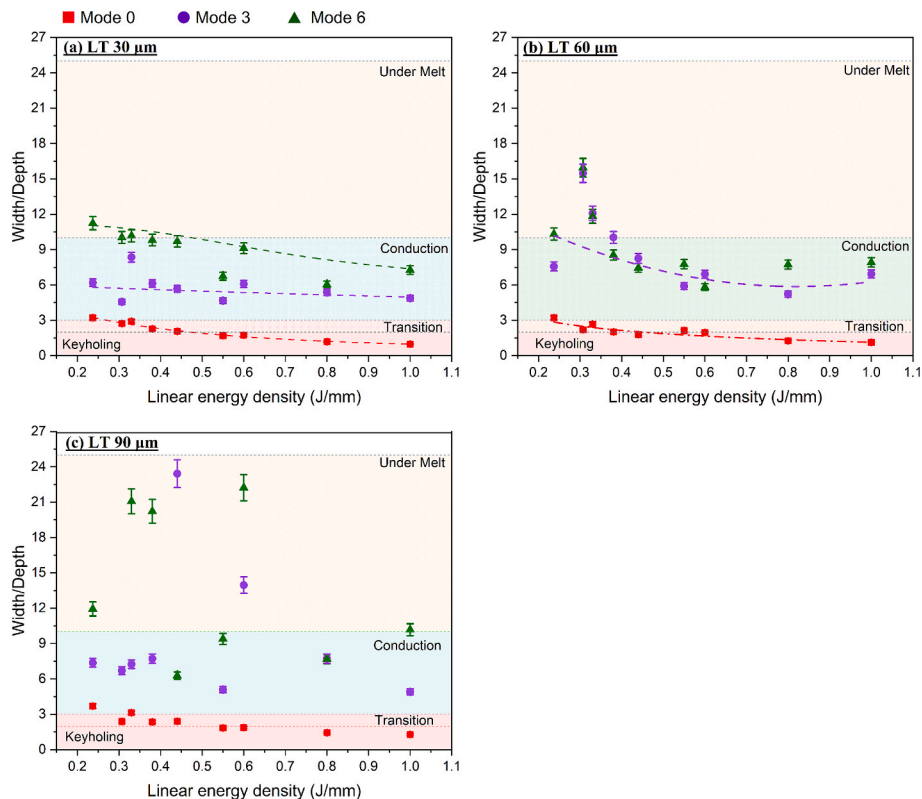 Mode 0 Mode 3 Mode 6
(a) LT 30 µm
27
24
21
18
15
12
9
6
3
0
Width/Depth
Under Melt
Conduction
Transition
Keyholing
0.2 0.3 0.4 0.5 0.6 0.7 0.8 0.9 1.0 1.1
Linear energy density (J/mm)
(b) LT 60 µm
27
24
21
18
15
12
9
6
3
0
Width/Depth
Under Melt
Conduction
Transition
Keyholing
0.2 0.3 0.4 0.5 0.6 0.7 0.8 0.9 1.0 1.1
Linear energy density (J/mm)
(c) LT 90 µm
27
24
21
18
15
12
9
6
3
0
Width/Depth
Under Melt
Conduction
Transition
Keyholing
0.2 0.3 0.4 0.5 0.6 0.7 0.8 0.9 1.0 1.1
Linear energy density (J/mm)